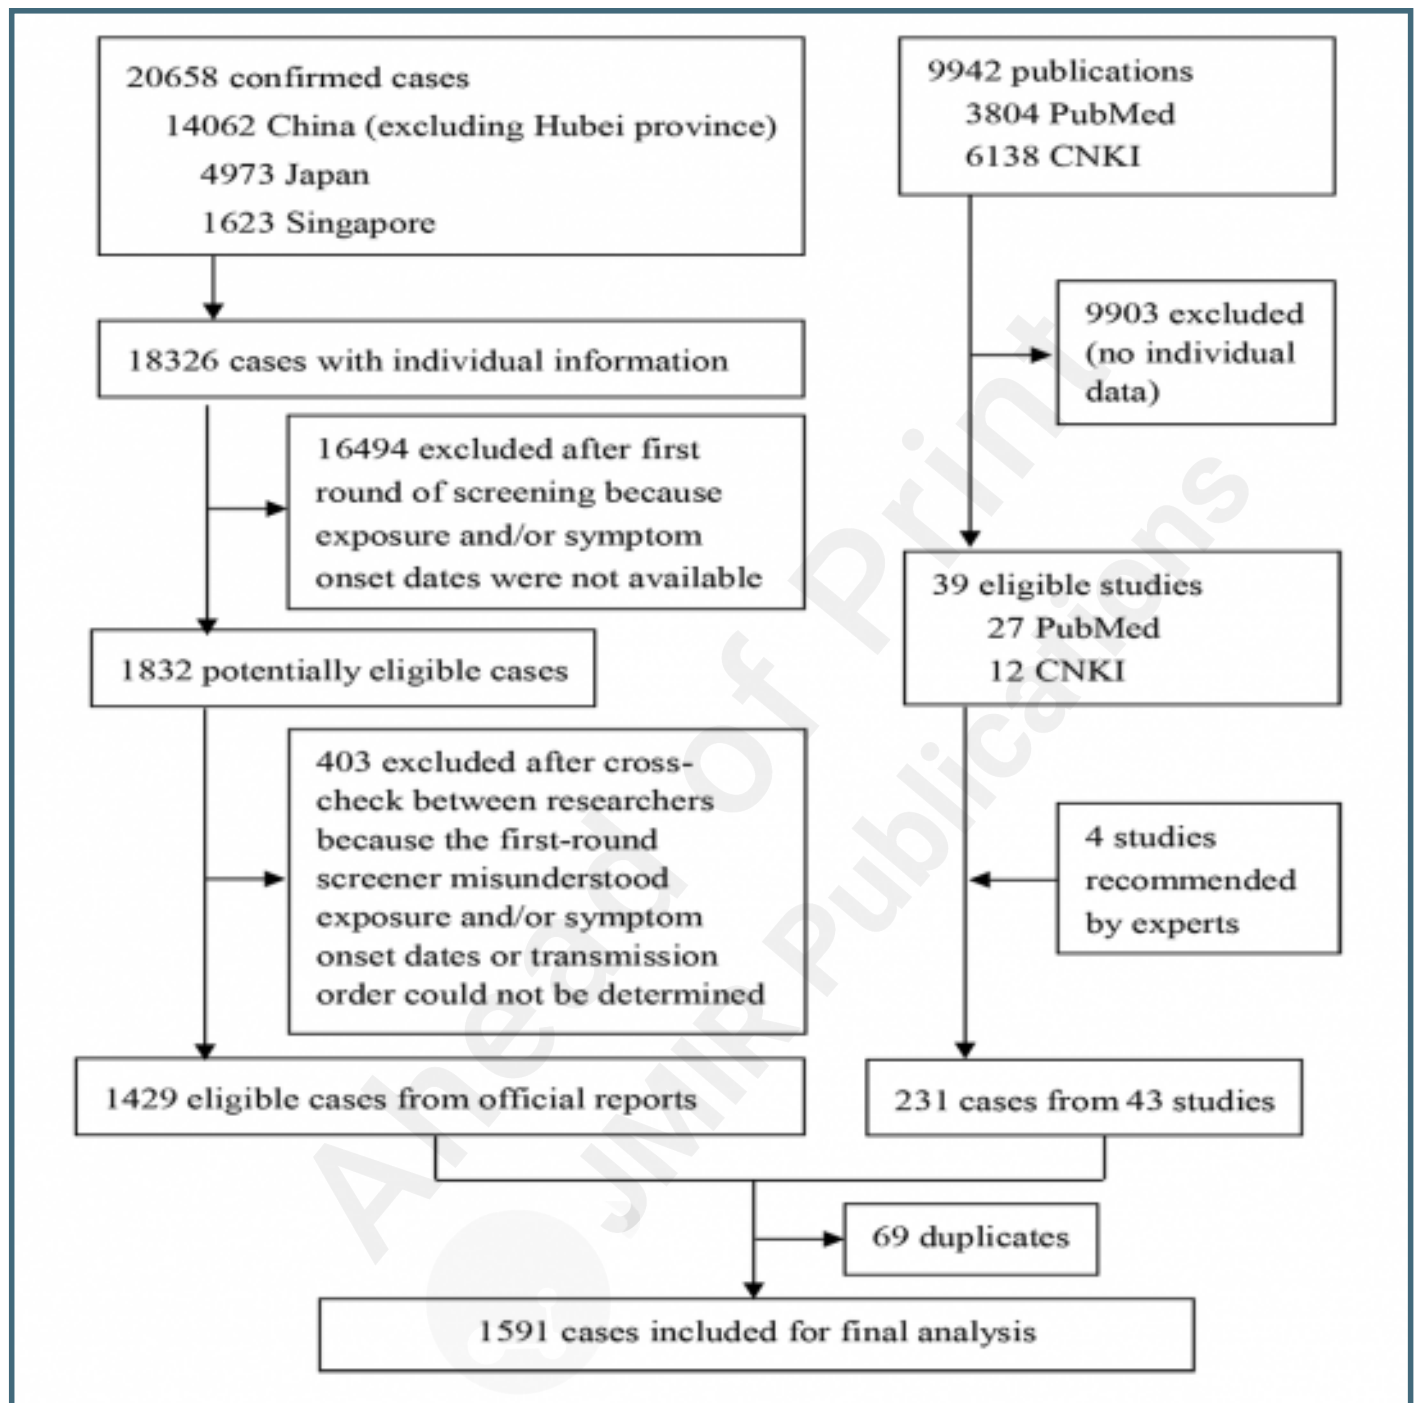 20658 confirmed cases
14062 China (excluding Hubei province)
4973 Japan
1623 Singapore
18326 cases with individual information
16494 excluded after first
round of screening because
exposure and/or symptom
onset dates were not available
1832 potentially eligible cases
403 excluded after cross-
check between researchers
because the first-round
screener misunderstood
exposure and/or symptom
onset dates or transmission
order could not be determined
1429 eligible cases from official reports
9942 publications
3804 PubMed
6138 CNKI
9903 excluded
(no individual
data)
39 eligible studies
27 PubMed
12 CNKI
4 studies
recommended
by experts
231 cases from 43 studies
69 duplicates
1591 cases included for final analysis
Ahead of Print
JMIR Publications